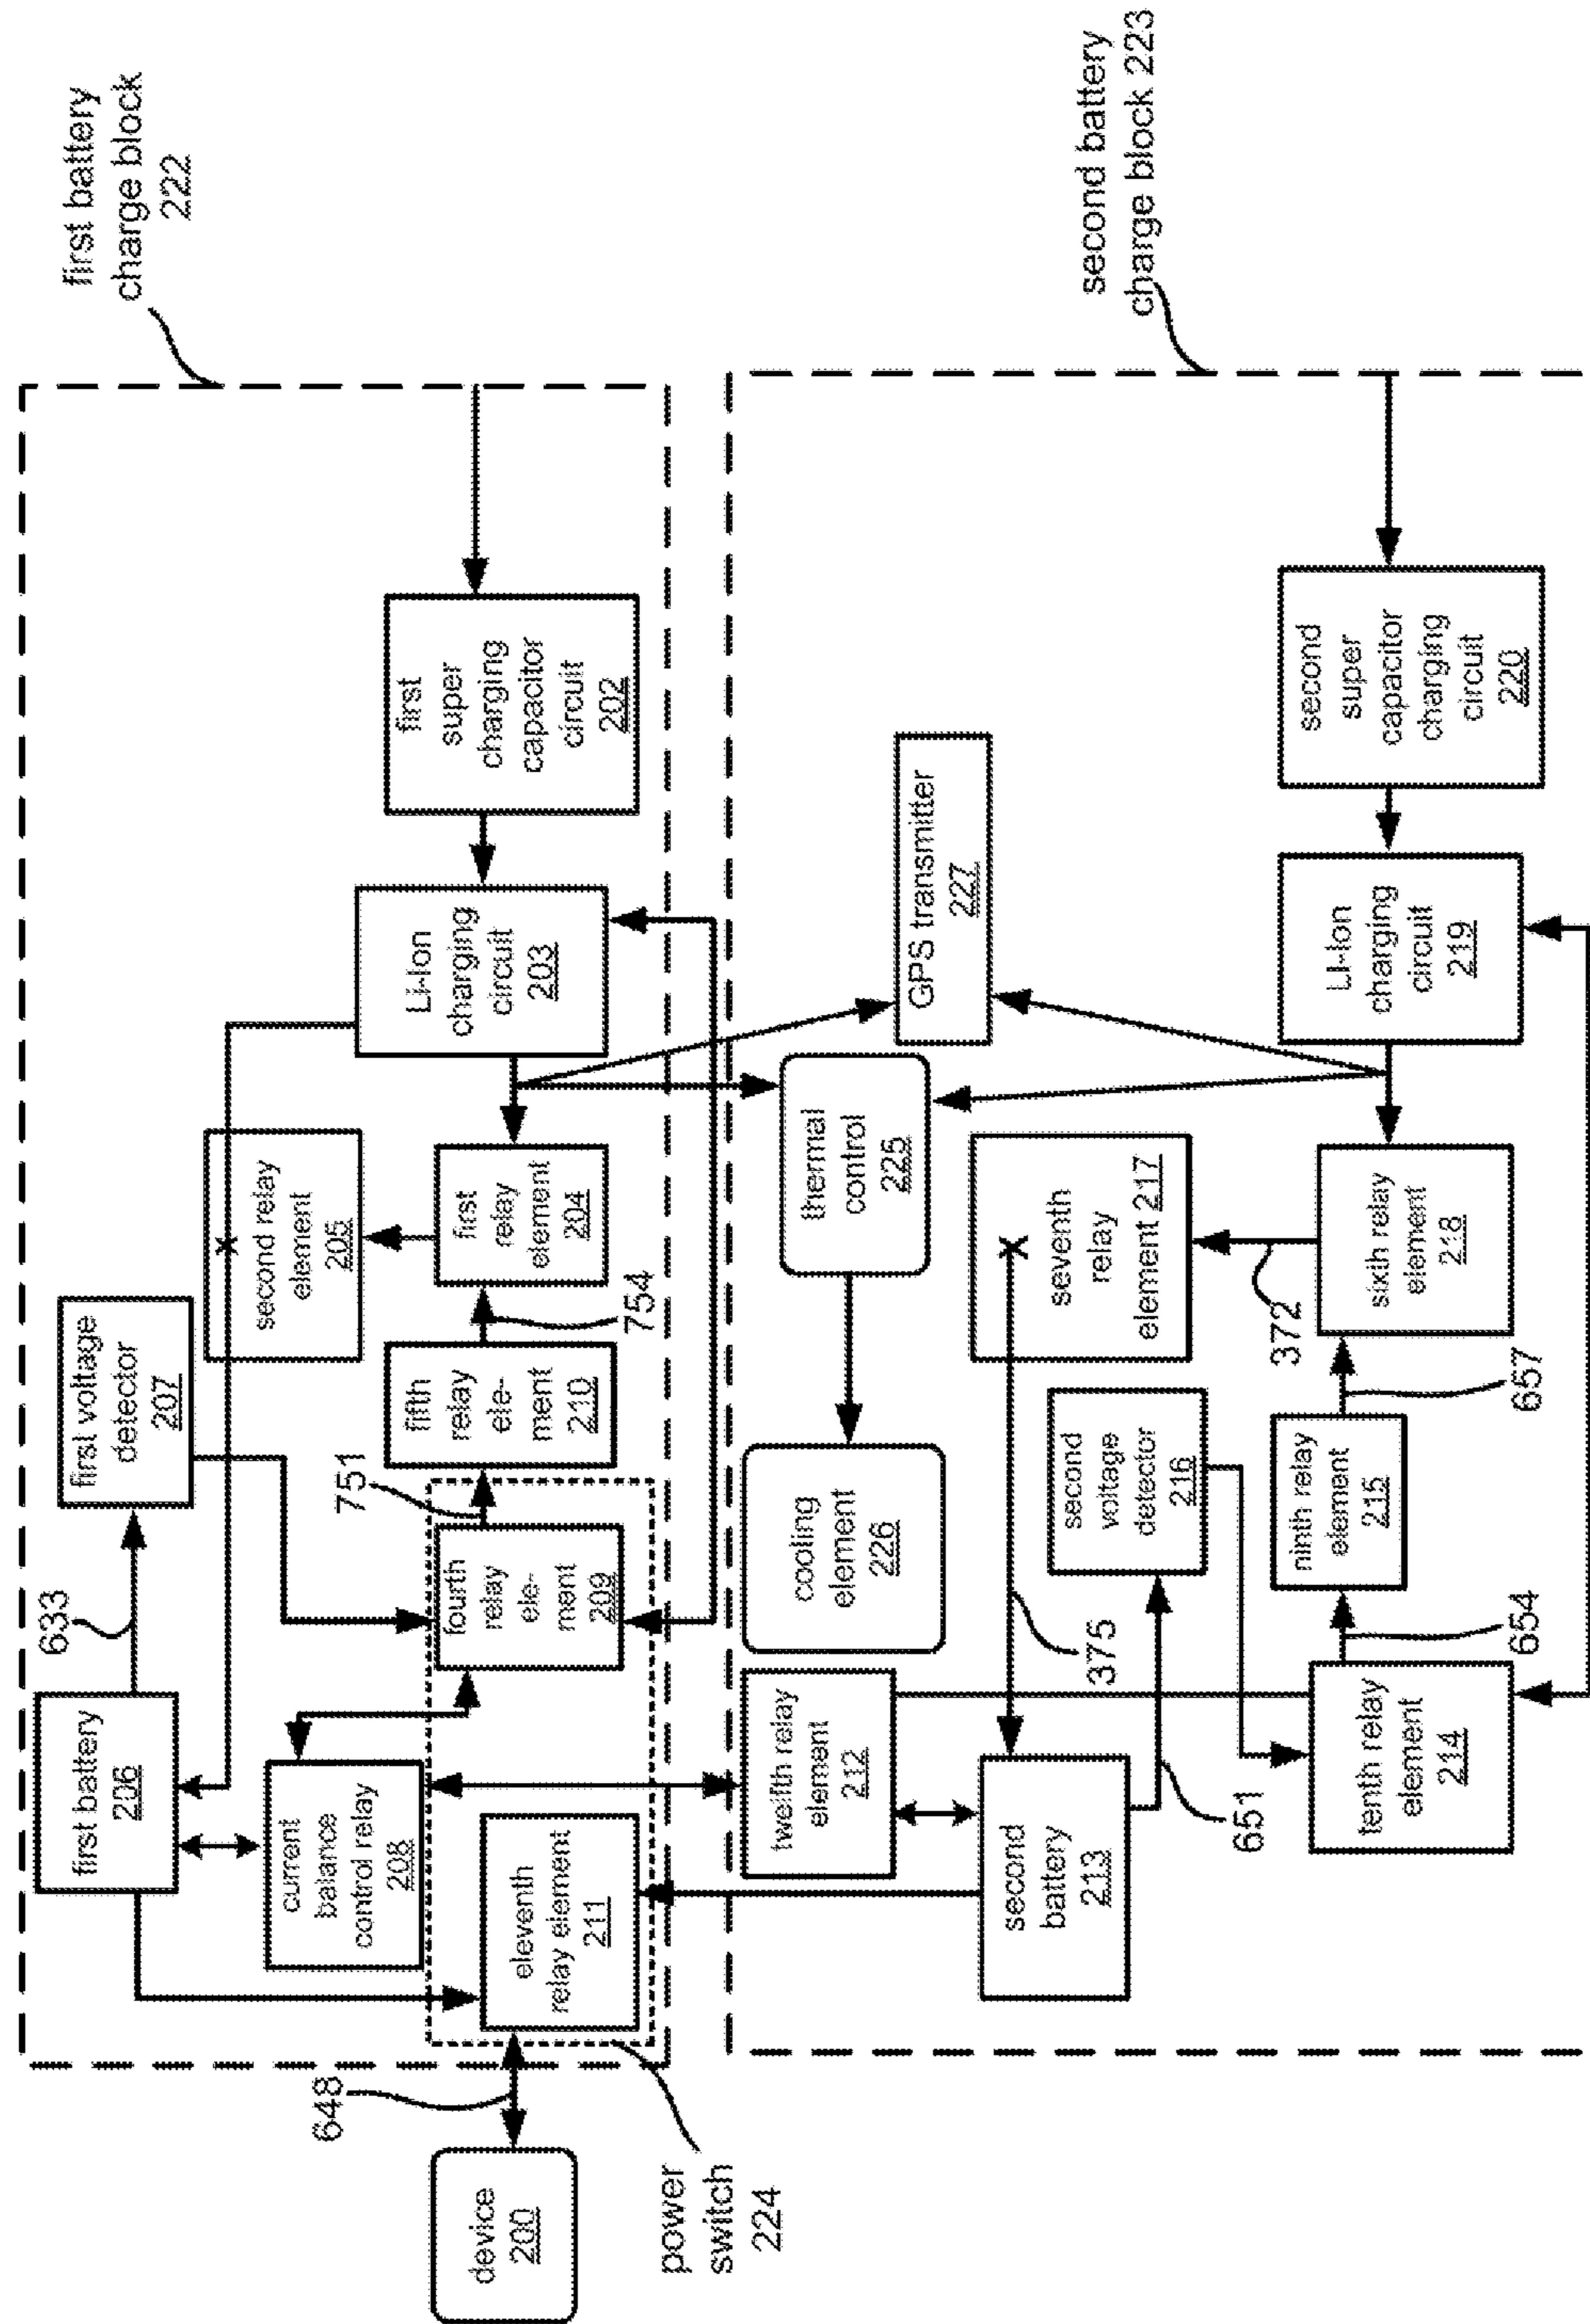 first battery
charge block
222
second battery
charge block 223
first
super
charging
capacitor
circuit
202
Li-Ion
charging
circuit
203
second relay
element
205
first
relay
element
204
754
first voltage
detector
207
fifth
relay
ele-
ment
210
751
fourth
relay
ele-
ment
209
633
first battery
206
current
balance
control relay
208
eleventh
relay element
211
648
device
200
power
switch
224
second
super
capacitor
charging
circuit
220
GPS transmitter
227
LI-Ion
charging
circuit
219
thermal
control
225
seventh
relay
element 217
sixth relay
element
218
372
657
cooling
element
226
second
voltage
detector
216
ninth relay
element
215
375
654
twelfth relay
element
212
second
battery
213
651
tenth relay
element
214